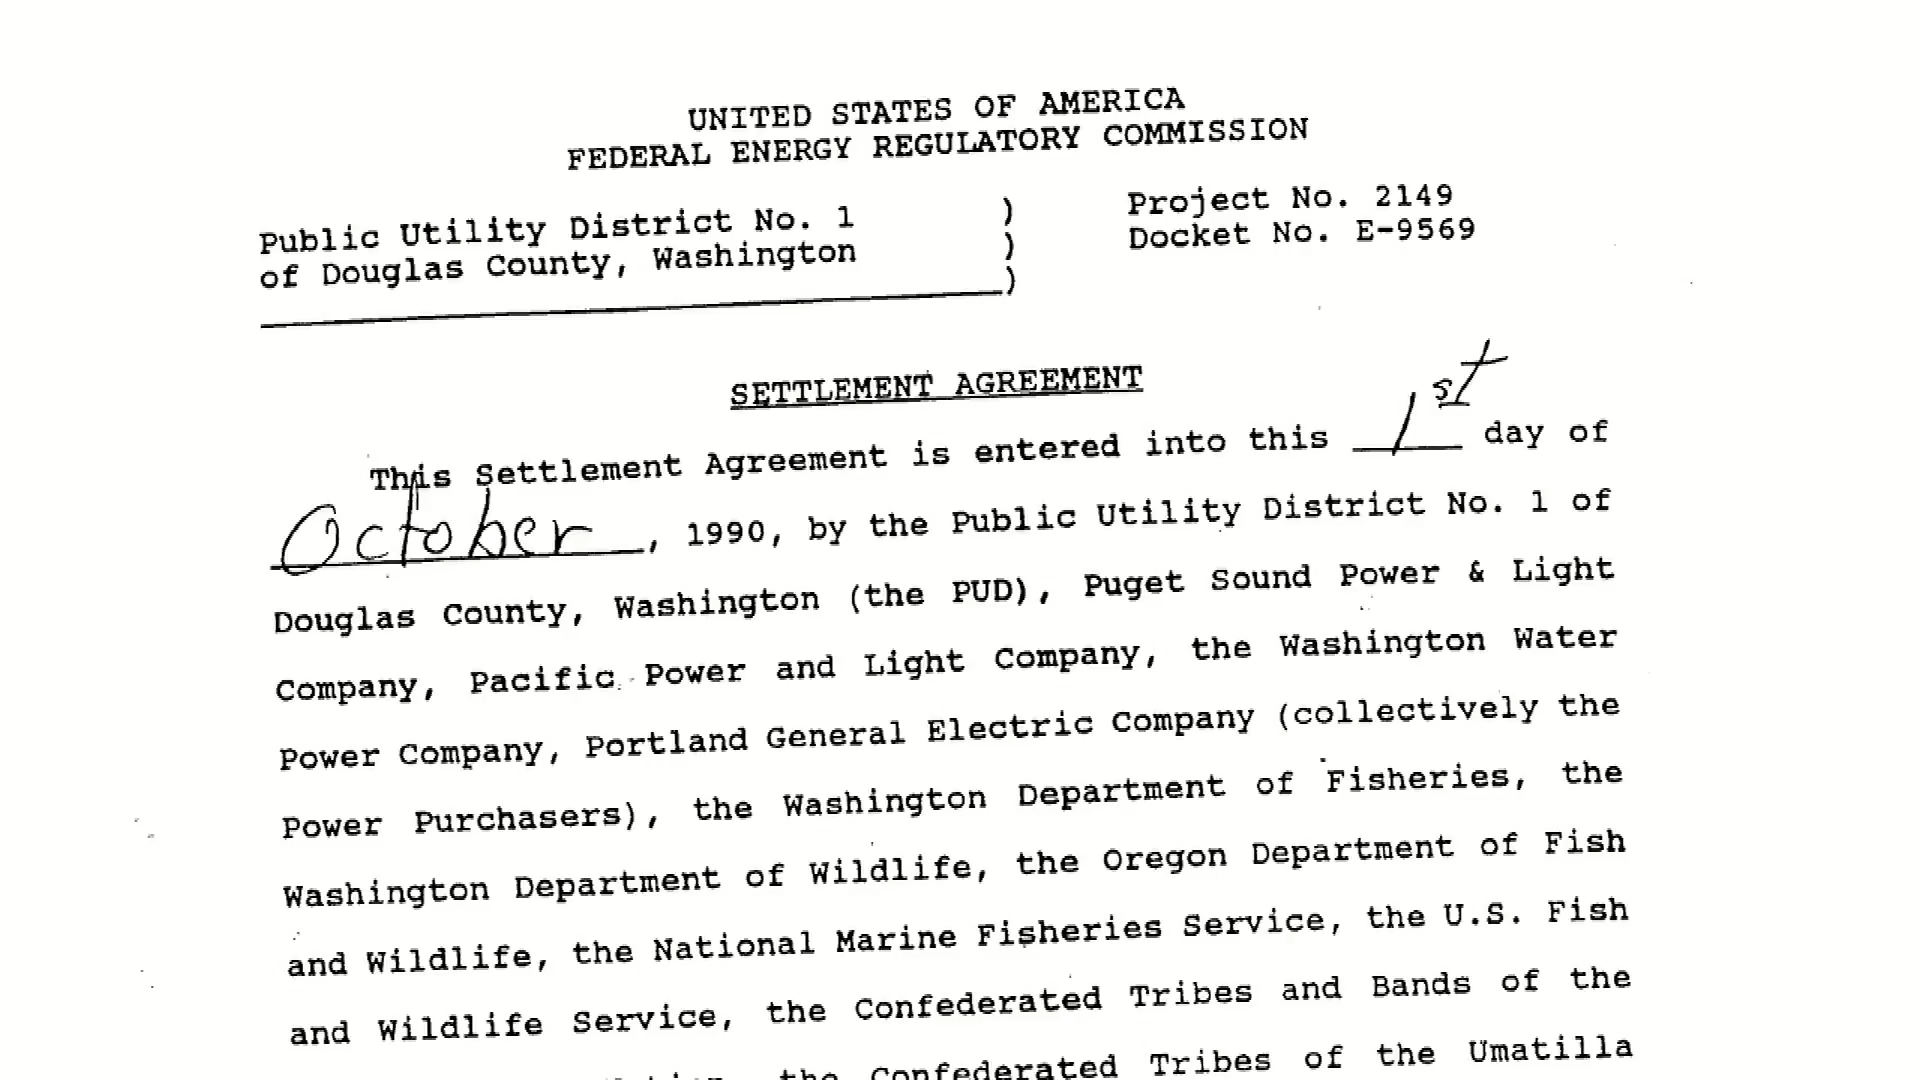 UNITED STATES OF AMERICA
FEDERAL ENERGY REGULATORY COMMISSION
Public Utility District No. 1 ) Project No. 2149
of Douglas County, Washington ) Docket No. E-9569
)
SETTLEMENT AGREEMENT
This Settlement Agreement is entered into this 1st day of
October, 1990, by the Public Utility District No. 1 of
Douglas County, Washington (the PUD), Puget Sound Power & Light
Company, Pacific Power and Light Company, the Washington Water
Power Company, Portland General Electric Company (collectively the
Power Purchasers), the Washington Department of Fisheries, the
Washington Department of Wildlife, the Oregon Department of Fish
and Wildlife, the National Marine Fisheries Service, the U.S. Fish
and Wildlife Service, the Confederated Tribes and Bands of the
the Confederated Tribes of the Umatilla